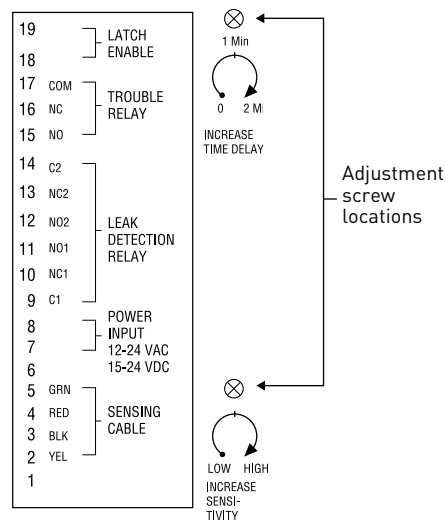 19
18
LATCH
ENABLE
17 COM
16 NC
15 NO
TROUBLE
RELAY
14 C2
13 NC2
12 NO2
11 NO1
10 NC1
9 C1
LEAK
DETECTION
RELAY
8
7
POWER
INPUT
12-24 VAC
15-24 VDC
6
5 GRN
4 RED
3 BLK
2 YEL
SENSING
CABLE
1
1 Min
0 2 Mi
INCREASE
TIME DELAY
Adjustment
screw
locations
LOW HIGH
INCREASE
SENSI-
TIVITY